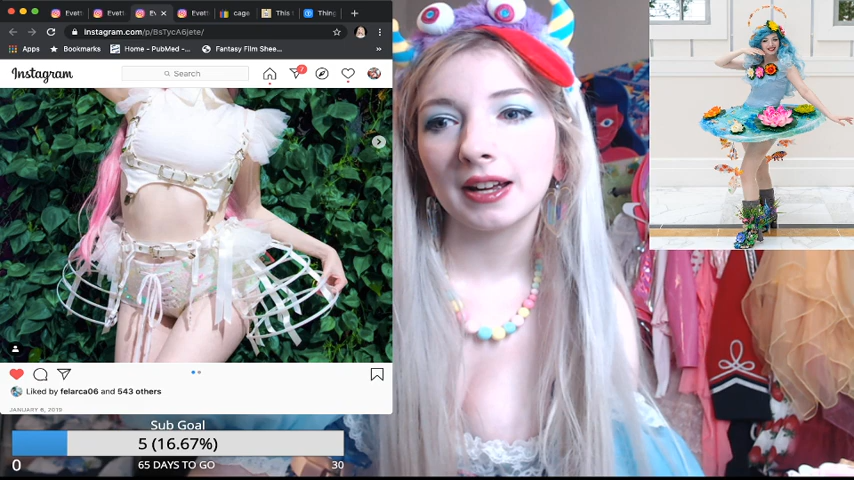 Evett
Evett
Ev
Evett
cage
This
Thing
instagram.com/p/BsTycA6jete/
Apps
Bookmarks
Home - PubMed -...
Fantasy Film Shee...
Instagram
Search
7
Liked by felarca06 and 543 others
JANUARY 6, 2019
Sub Goal
5 (16.67%)
0
65 DAYS TO GO
30